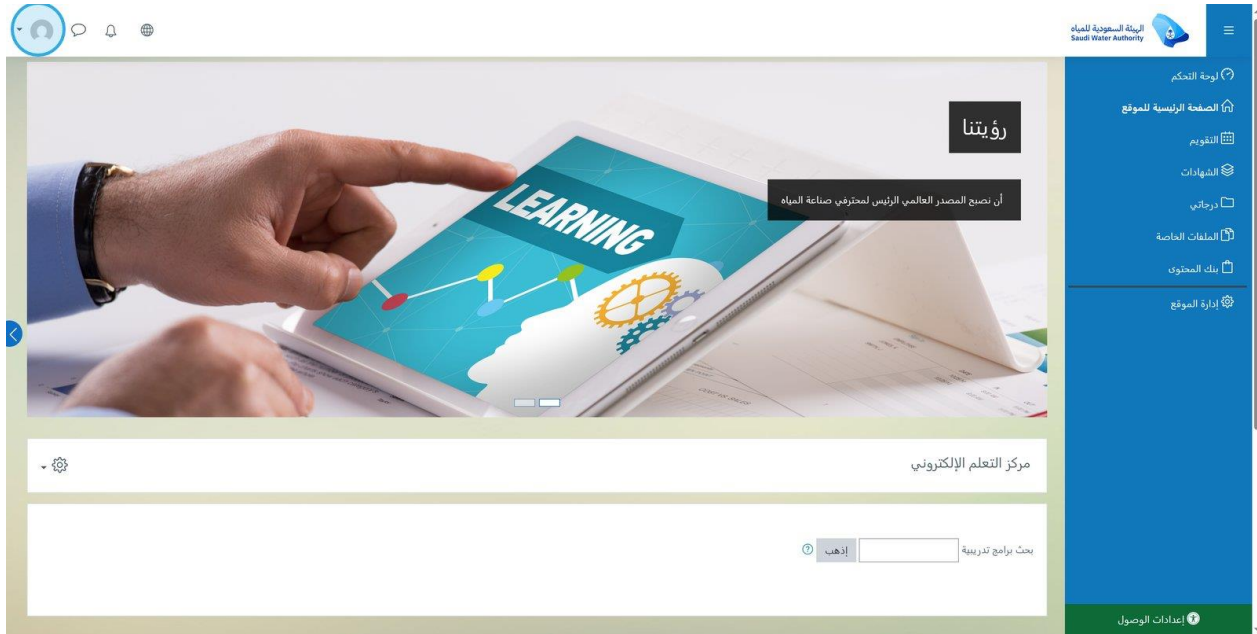 الهيئة السعودية للمياه
Saudi Water Authority
لوحة التحكم
الصفحة الرئيسية للموقع
التقويم
الشهادات
درجاتي
الملفات الخاصة
بنك المحتوى
إدارة الموقع
إعدادات الوصول
رؤيتنا
أن نصبح المصدر العالمي الرئيس لمحترفي صناعة المياه
LEARNING
مركز التعلم الإلكتروني
بحث برامج تدريبية
إذهب